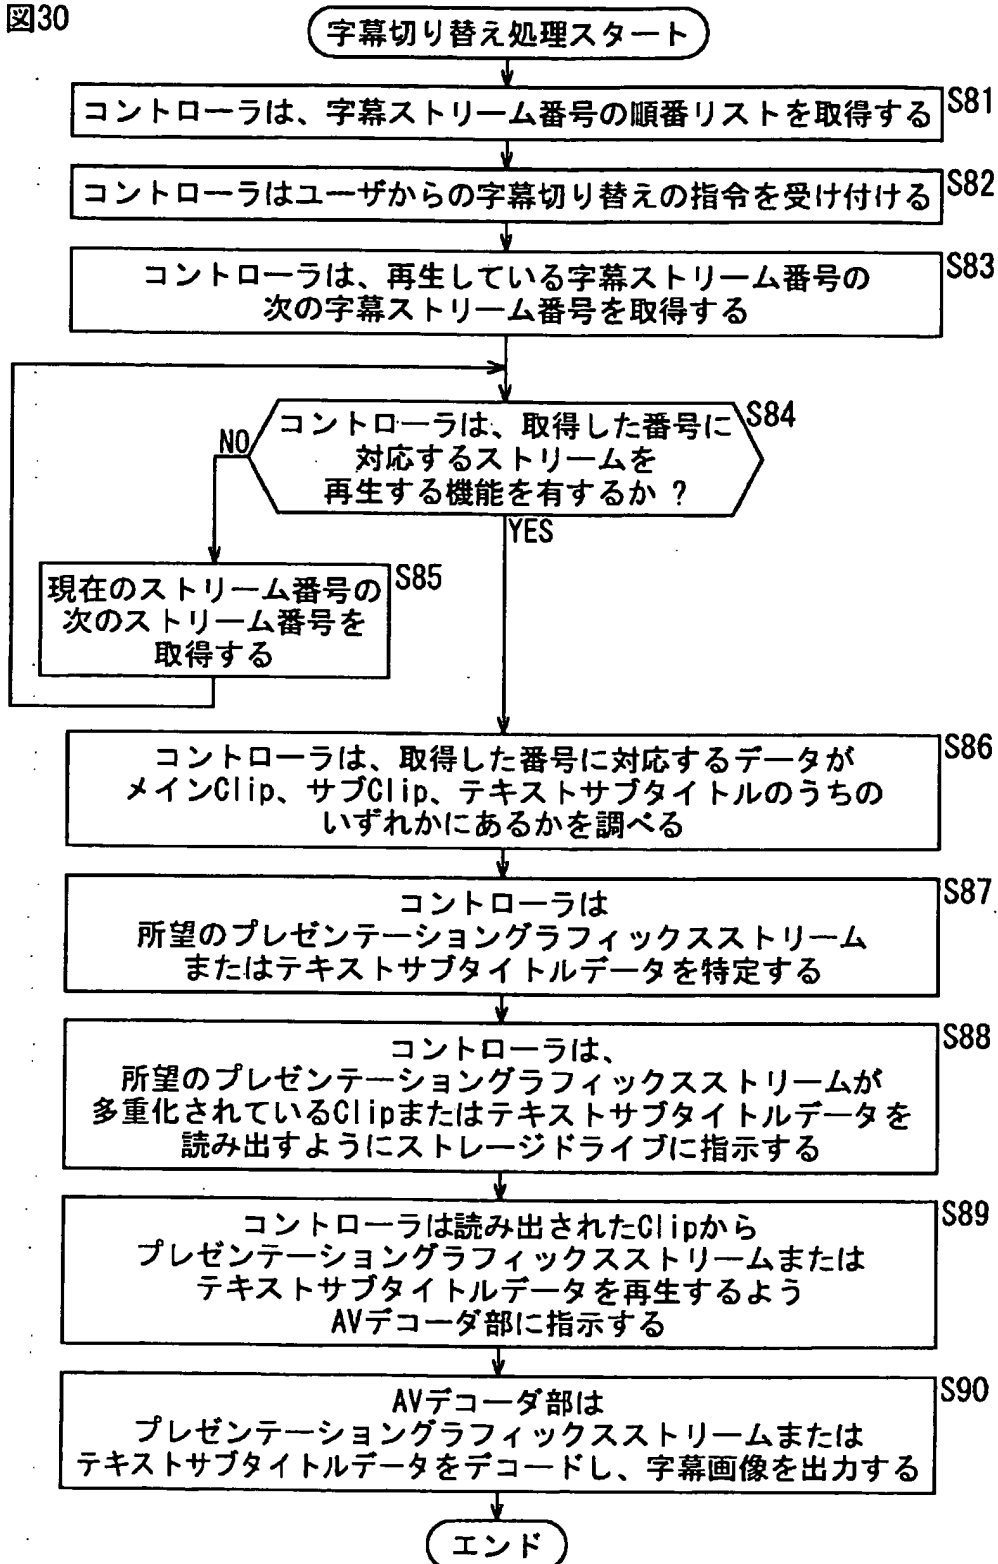 図30
字幕切り替え処理スタート
コントローラは、字幕ストリーム番号の順番リストを取得する
S81
コントローラはユーザからの字幕切り替えの指令を受け付ける
S82
コントローラは、再生している字幕ストリーム番号の
次の字幕ストリーム番号を取得する
S83
コントローラは、取得した番号に
対応するストリームを
再生する機能を有するか ?
S84
NO
YES
現在のストリーム番号の
次のストリーム番号を
取得する
S85
コントローラは、取得した番号に対応するデータが
メインClip、サブClip、テキストサブタイトルのうちの
いずれかにあるかを調べる
S86
コントローラは
所望のプレゼンテーショングラフィックスストリーム
またはテキストサブタイトルデータを特定する
S87
コントローラは、
所望のプレゼンテーショングラフィックスストリームが
多重化されているClipまたはテキストサブタイトルデータを
読み出すようにストレージドライブに指示する
S88
コントローラは読み出されたClipから
プレゼンテーショングラフィックスストリームまたは
テキストサブタイトルデータを再生するよう
AVデコーダ部に指示する
S89
AVデコーダ部は
プレゼンテーショングラフィックスストリームまたは
テキストサブタイトルデータをデコードし、字幕画像を出力する
S90
エンド